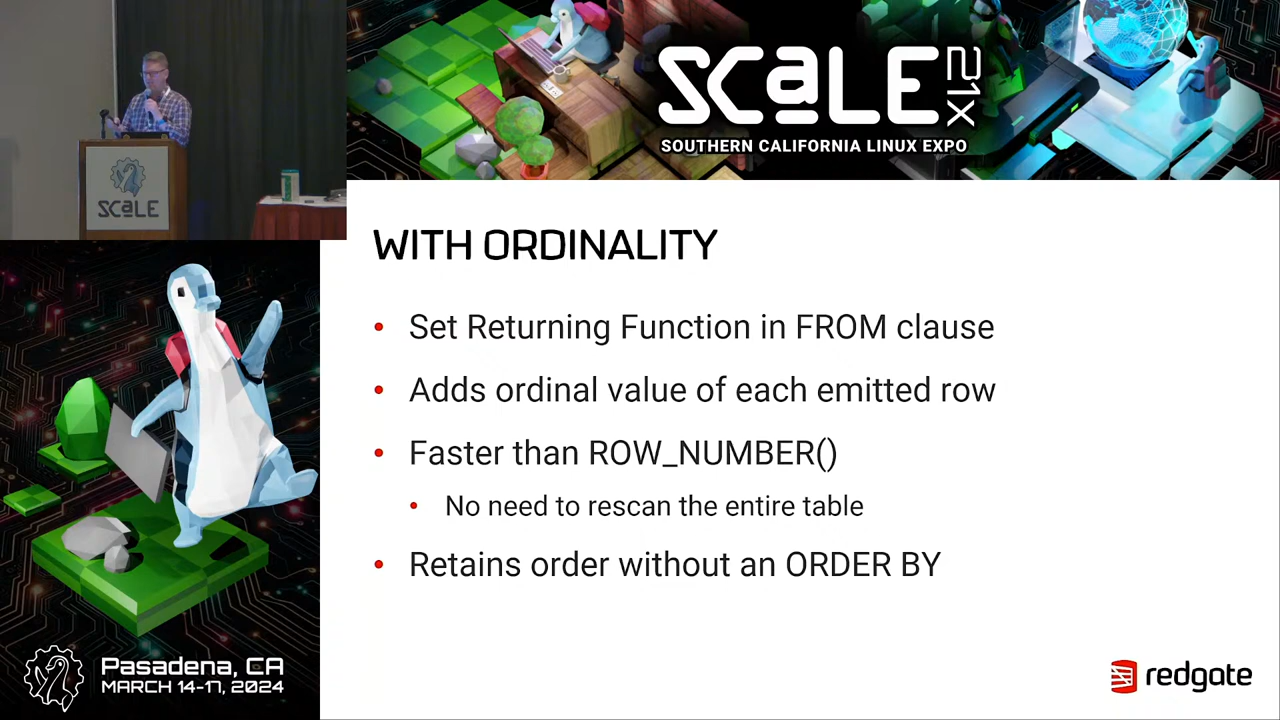 SCaLE 21x
SOUTHERN CALIFORNIA LINUX EXPO
SCaLE
WITH ORDINALITY
• Set Returning Function in FROM clause
• Adds ordinal value of each emitted row
• Faster than ROW_NUMBER()
• No need to rescan the entire table
• Retains order without an ORDER BY
Pasadena, CA
MARCH 14-17, 2024
redgate